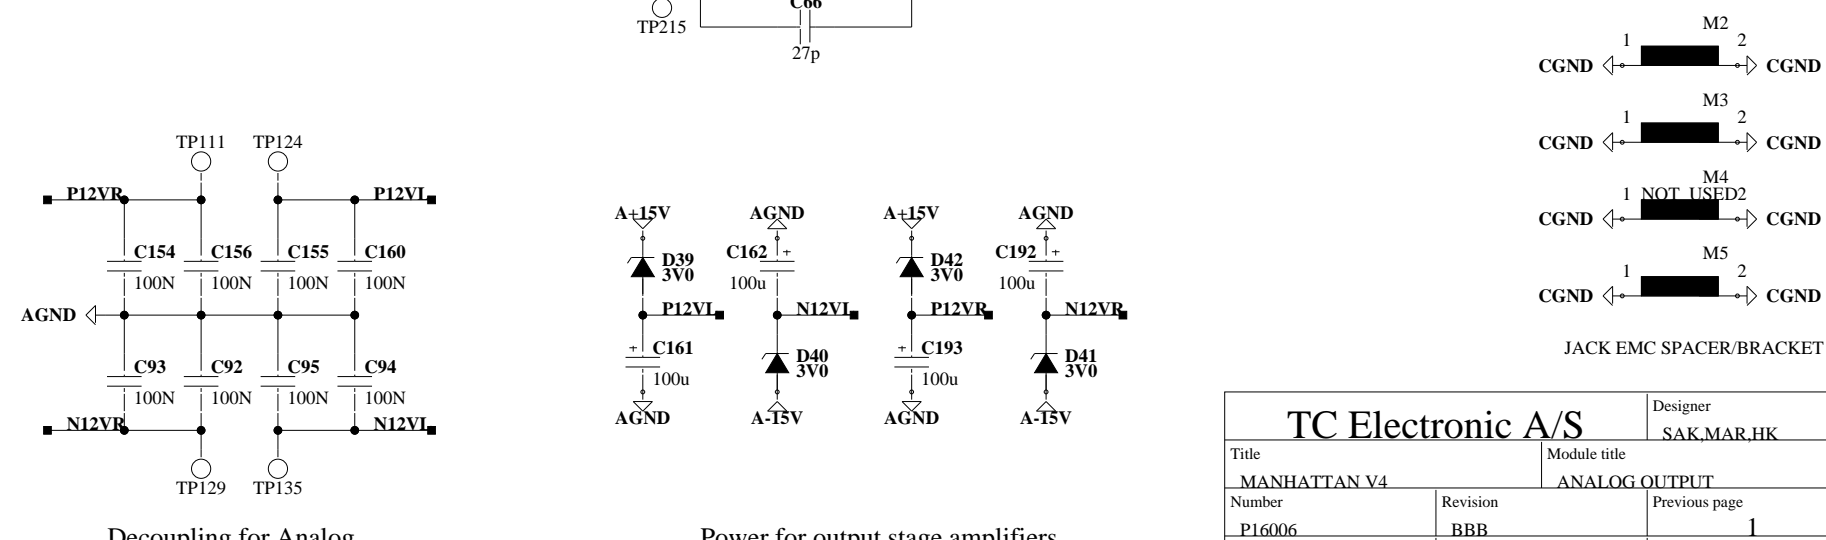 C66
TP215
27p
M2
1 2
CGND CGND
M3
1 2
CGND CGND
M4
1 NOT_USED 2
CGND CGND
M5
1 2
CGND CGND
JACK EMC SPACER/BRACKET
TP111 TP124
P12VR P12VL
C154 C156 C155 C160
100N 100N 100N 100N
AGND
C93 C92 C95 C94
100N 100N 100N 100N
N12VR N12VL
TP129 TP135
Decoupling for Analog
A+15V AGND A+15V AGND
D39 C162 D42 C192
3V0 + 3V0 +
100u 100u
P12VL N12VL P12VR N12VR
+ C161 D40 + C193 D41
100u 3V0 100u 3V0
AGND A-15V AGND A-15V
Power for output stage amplifiers
TC Electronic A/S
Designer
SAK,MAR,HK
Title
MANHATTAN V4
Module title
ANALOG OUTPUT
Number
P16006
Revision
BBB
Previous page
1